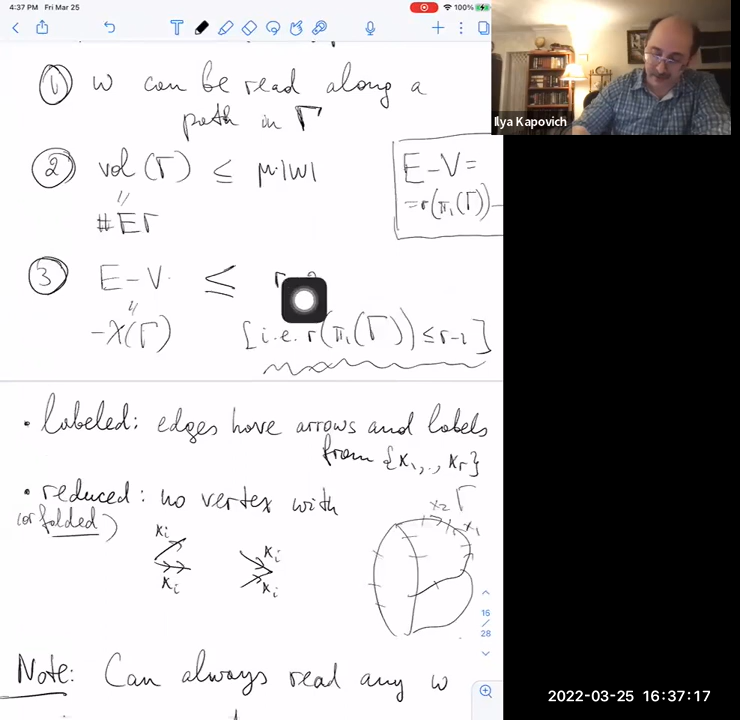 4:37 PM Fri Mar 25
100%
① w can be read along a
path in Γ
② vol (Γ) ≤ μ·|w|
#EΓ
E-V=
=r(π₁(Γ))-
③ E-V ≤
-χ(Γ)
[i.e. r(π₁(Γ)) ≤ r-1]
• labeled: edges have arrows and labels
from {x₁,.., xᵣ}
• reduced: no vertex with
(or folded)
xᵢ
xᵢ
xᵢ
xᵢ
x₂
Γ
x₁
15
/
28
Note: Can always read any w
Ilya Kapovich
2022-03-25 16:37:17